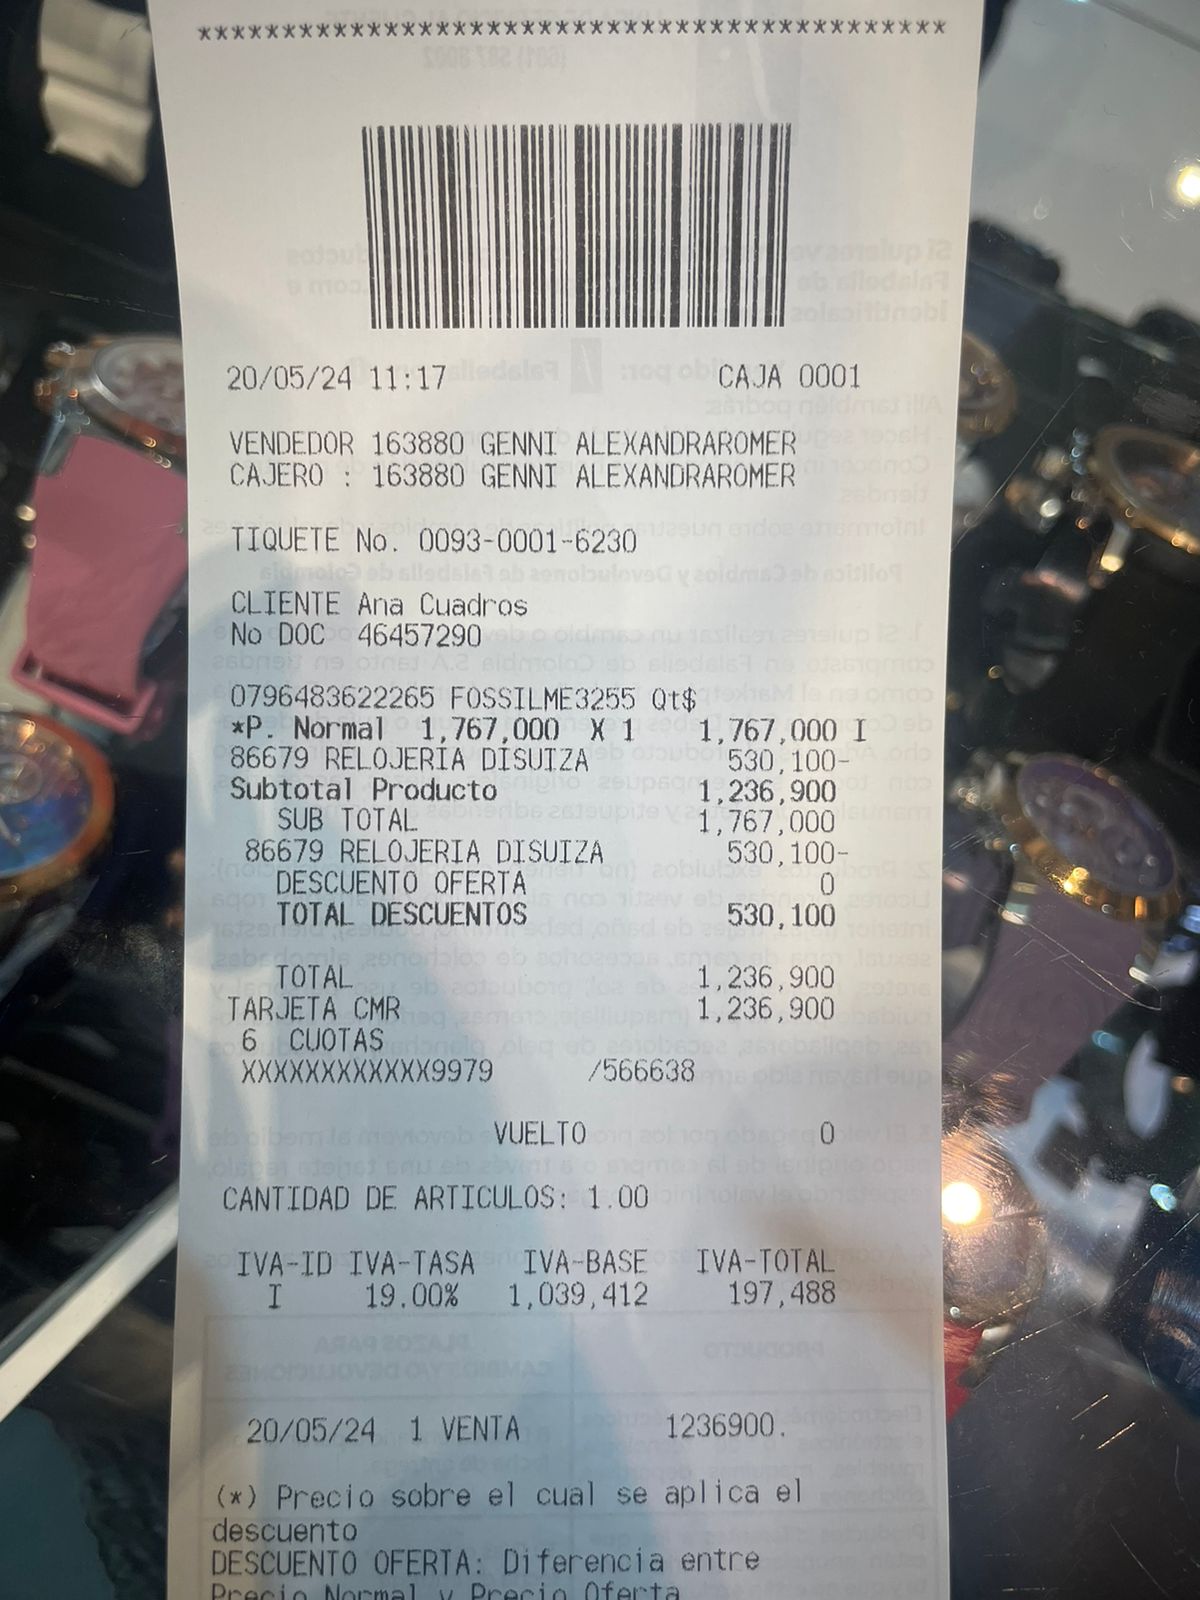 ********************************************
20/05/24 11:17 CAJA 0001
VENDEDOR 163880 GENNI ALEXANDRAROMER
CAJERO : 163880 GENNI ALEXANDRAROMER
TIQUETE No. 0093-0001-6230
CLIENTE Ana Cuadros
No DOC 46457290
0796483622265 FOSSILME3255 Qt$
*P. Normal 1,767,000 X 1 1,767,000 I
86679 RELOJERIA DISUIZA 530,100-
Subtotal Producto 1,236,900
SUB TOTAL 1,767,000
86679 RELOJERIA DISUIZA 530,100-
DESCUENTO OFERTA 0
TOTAL DESCUENTOS 530,100
TOTAL 1,236,900
TARJETA CMR 1,236,900
6 CUOTAS
XXXXXXXXXXXX9979 /566638
VUELTO 0
CANTIDAD DE ARTICULOS: 1.00
IVA-ID IVA-TASA IVA-BASE IVA-TOTAL
I 19.00% 1,039,412 197,488
20/05/24 1 VENTA 1236900.
(*) Precio sobre el cual se aplica el
descuento
DESCUENTO OFERTA: Diferencia entre
Precio Normal y Precio Oferta